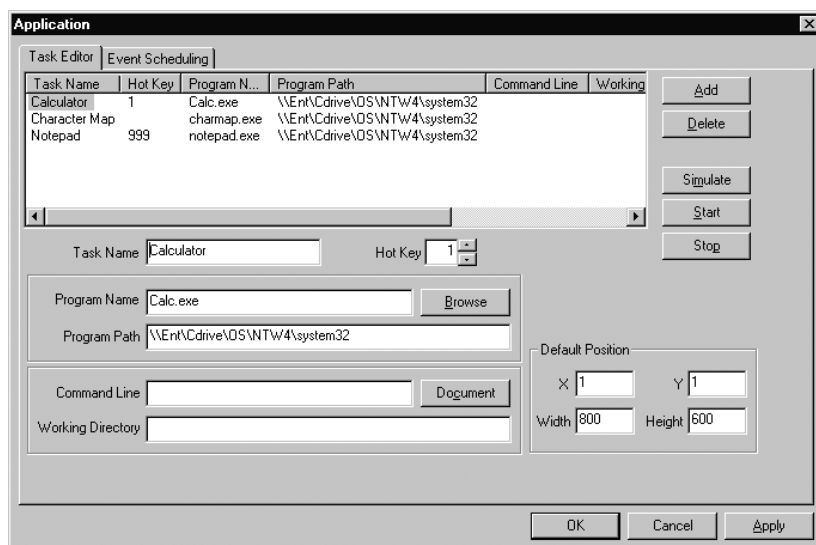 Application
Task Editor Event Scheduling
Task Name Hot Key Program N... Program Path Command Line Working
Calculator 1 Calc.exe \\Ent\Cdrive\OS\NTW4\system32
Character Map charmap.exe \\Ent\Cdrive\OS\NTW4\system32
Notepad 999 notepad.exe \\Ent\Cdrive\OS\NTW4\system32
Add
Delete
Simulate
Start
Stop
Task Name Calculator Hot Key 1
Program Name Calc.exe Browse
Program Path \\Ent\Cdrive\OS\NTW4\system32
Command Line Document
Working Directory
Default Position
X 1 Y 1
Width 800 Height 600
OK Cancel Apply